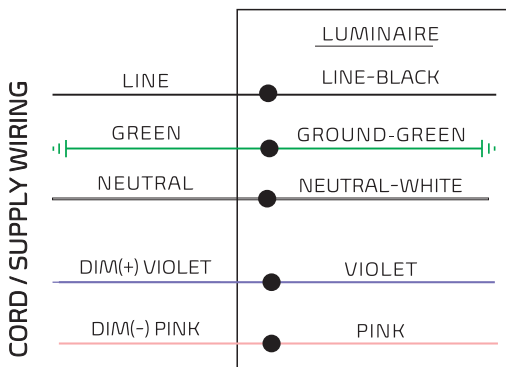 CORD / SUPPLY WIRING
LUMINAIRE
LINE
LINE-BLACK
GREEN
GROUND-GREEN
NEUTRAL
NEUTRAL-WHITE
DIM(+) VIOLET
VIOLET
DIM(-) PINK
PINK